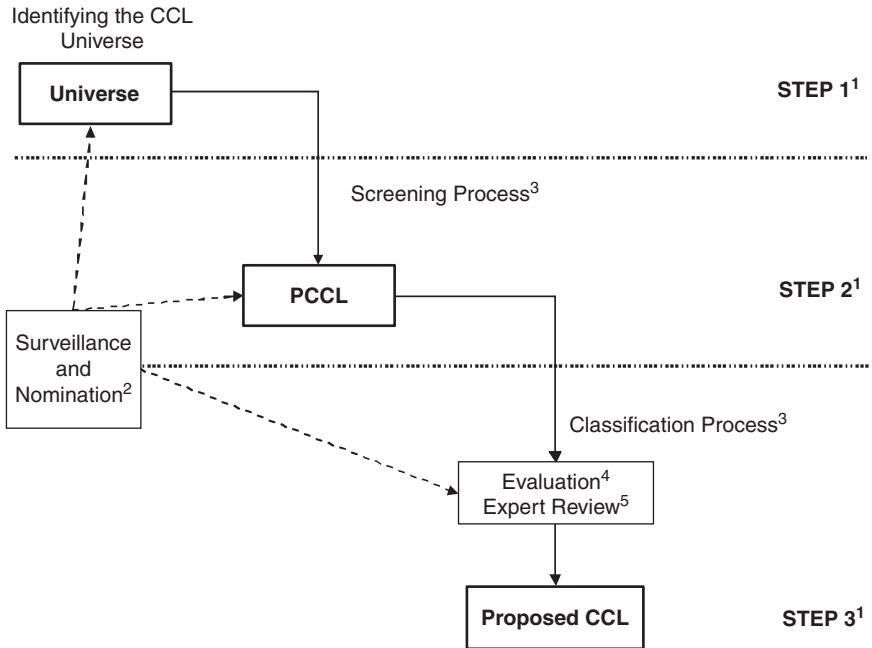 Identifying the CCL
Universe
Universe
STEP 1¹
Screening Process³
PCCL
STEP 2¹
Surveillance
and
Nomination²
Classification Process³
Evaluation⁴
Expert Review⁵
Proposed CCL
STEP 3¹